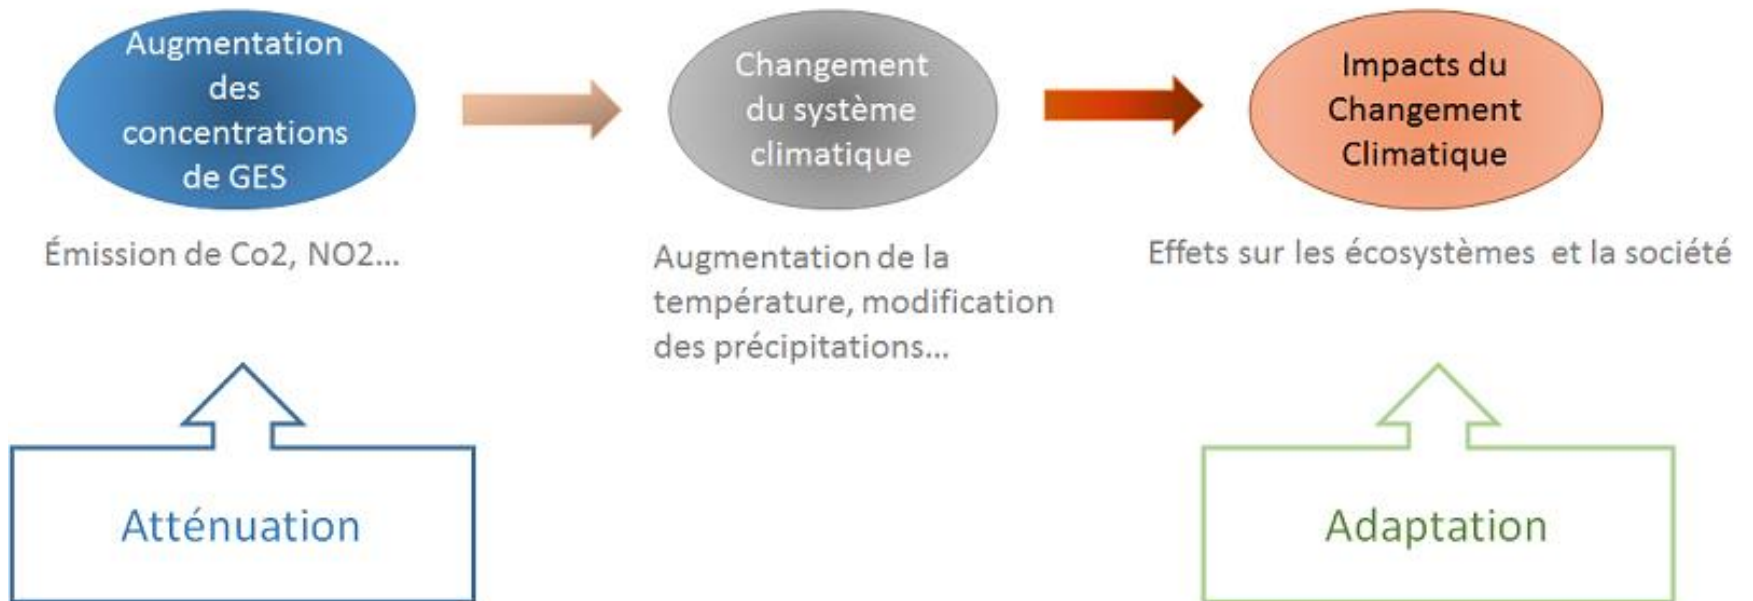 Augmentation
des
concentrations
de GES
Changement
du système
climatique
Impacts du
Changement
Climatique
Émission de Co2, NO2...
Augmentation de la
température, modification
des précipitations...
Effets sur les écosystèmes et la société
Atténuation
Adaptation